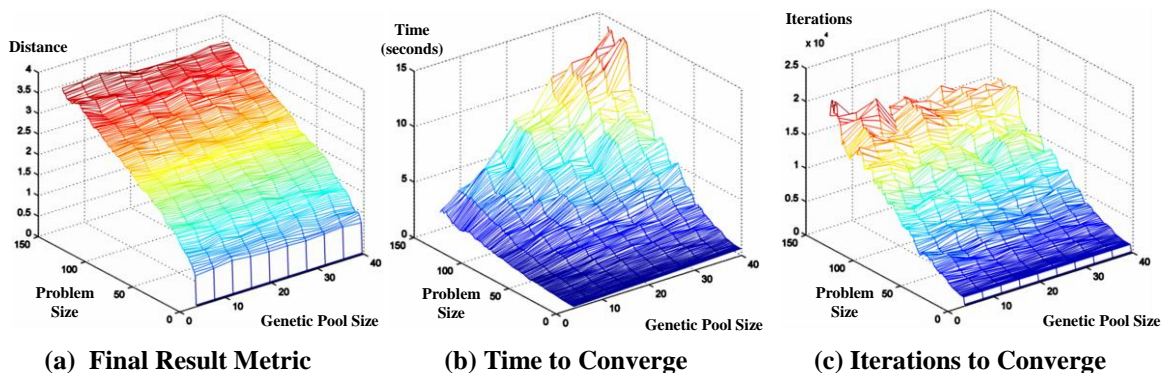 Distance
4
3.5
3
2.5
2
1.5
1
0.5
0
150
100
50
0
Problem
Size
10
20
30
40
Genetic Pool Size
(a) Final Result Metric
Time
(seconds)
15
10
5
0
150
100
50
0
Problem
Size
0
10
20
30
40
Genetic Pool Size
(b) Time to Converge
Iterations
x 10^4
2.5
2
1.5
1
0.5
0
150
100
50
0
Problem
Size
0
10
20
30
40
Genetic Pool Size
(c) Iterations to Converge